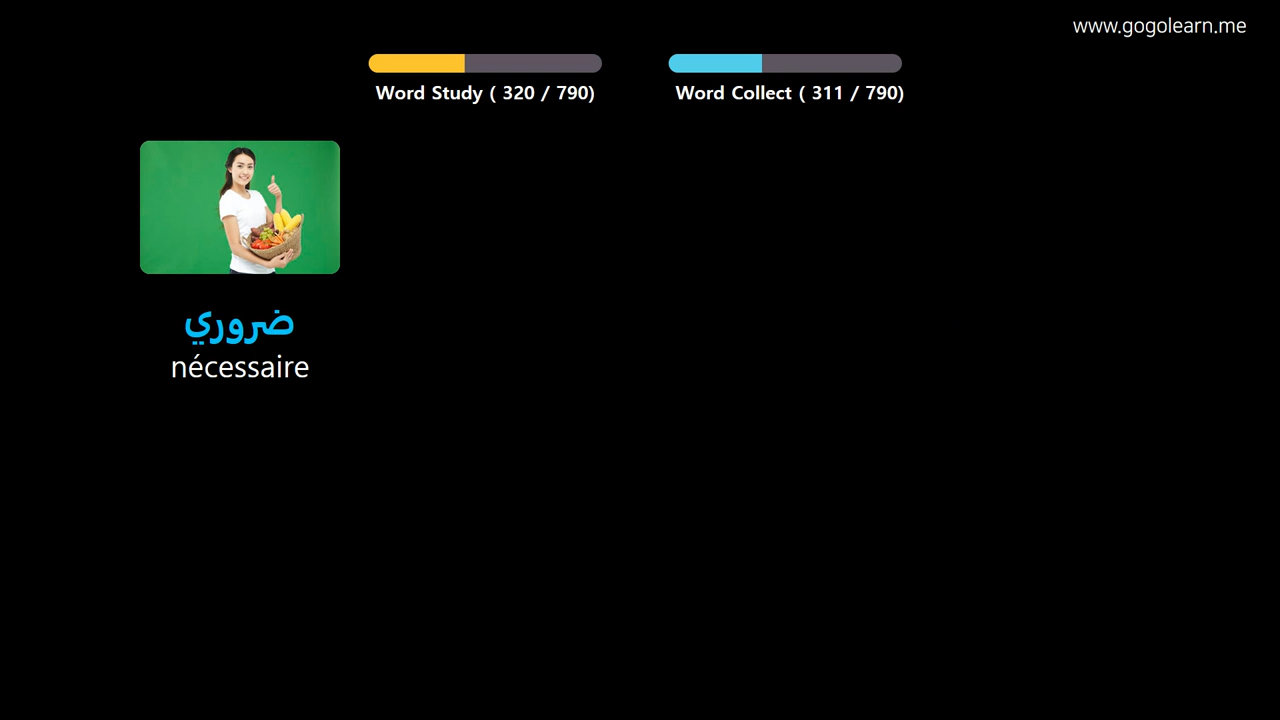 www.gogolearn.me
Word Study ( 320 / 790)
Word Collect ( 311 / 790)
ضروري
nécessaire